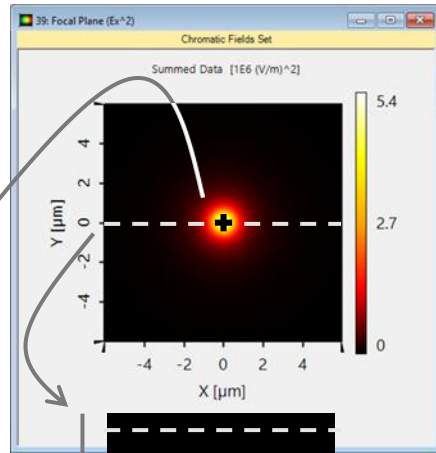 39: Focal Plane (Ex^2)
Chromatic Fields Set
Summed Data [1E6 (V/m)^2]
5.4
2.7
0
Y [µm]
4
2
0
-2
-4
-4 -2 0 2 4
X [µm]